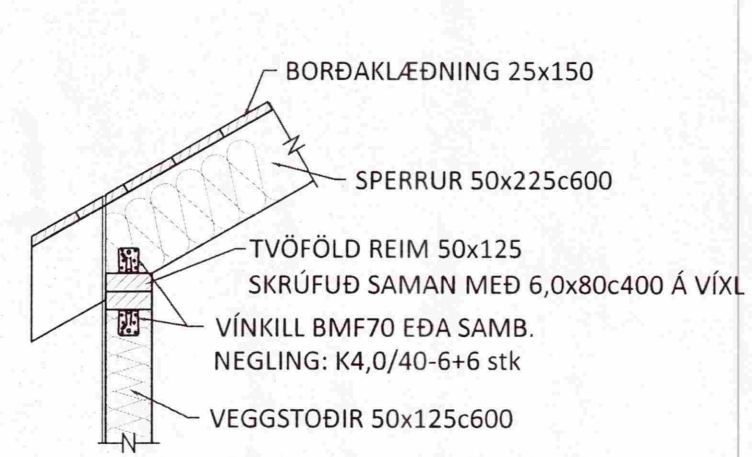 BORÐAKLÆÐNING 25x150
SPERRUR 50x225c600
TVÖFÖLD REIM 50x125
SKRÚFUÐ SAMAN MEÐ 6,0x80c400 Á VÍXL
VÍNKILL BMF70 EÐA SAMB.
NEGLING: K4,0/40-6+6 stk
VEGGSTOÐIR 50x125c600
N
N